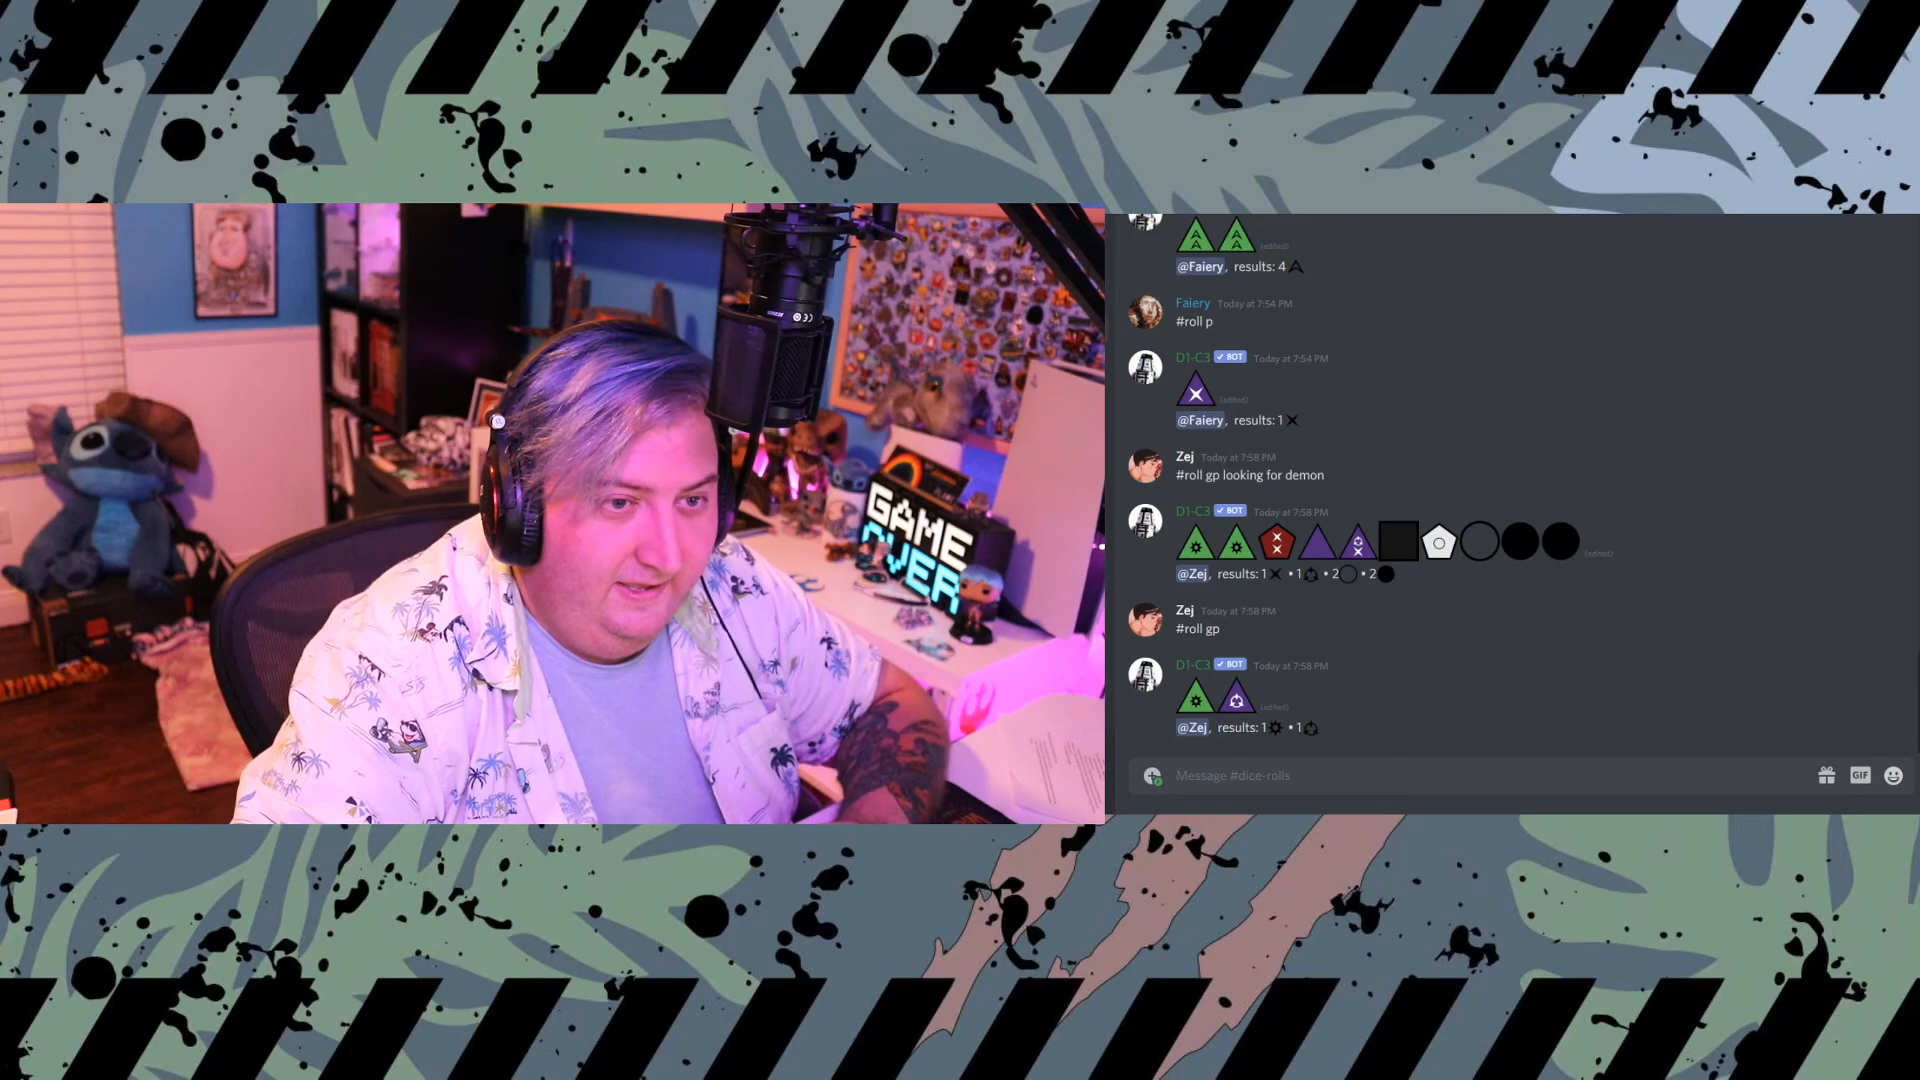 GAME
OVER
(edited)
@Faiery, results: 4
Faiery Today at 7:54 PM
#roll p
D1-C3 ✓ BOT Today at 7:54 PM
(edited)
@Faiery, results: 1
Zej Today at 7:58 PM
#roll gp looking for demon
D1-C3 ✓ BOT Today at 7:58 PM
(edited)
@Zej, results: 1 • 1 • 2 • 2
Zej Today at 7:58 PM
#roll gp
D1-C3 ✓ BOT Today at 7:58 PM
(edited)
@Zej, results: 1 • 1
Message #dice-rolls
GIF